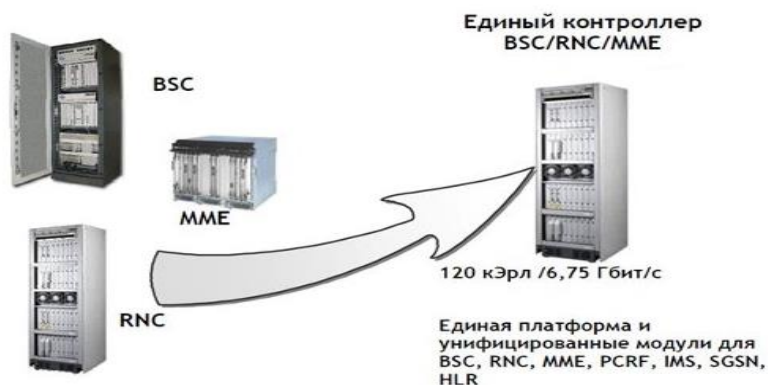 Единый контроллер
BSC/RNC/MME
BSC
MME
RNC
120 кЭрл /6,75 Гбит/с
Единая платформа и
унифицированные модули для
BSC, RNC, MME, PCRF, IMS, SGSN,
HLR